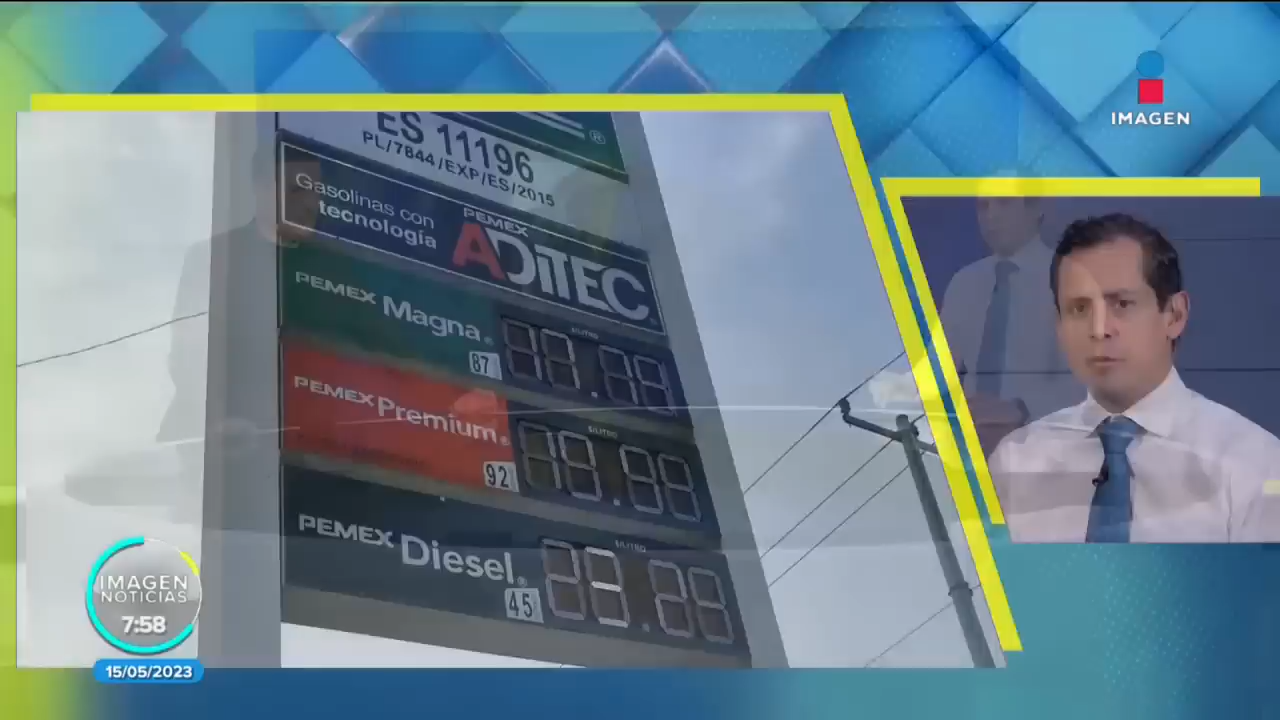 IMAGEN
ES 11196
PL/7844/EXP/ES/2015
Gasolinas con
tecnología
PEMEX
ADITEC
PEMEX Magna
87
PEMEX Premium
92
PEMEX Diesel
45
$/LITRO
IMAGEN
NOTICIAS
7:58
15/05/2023